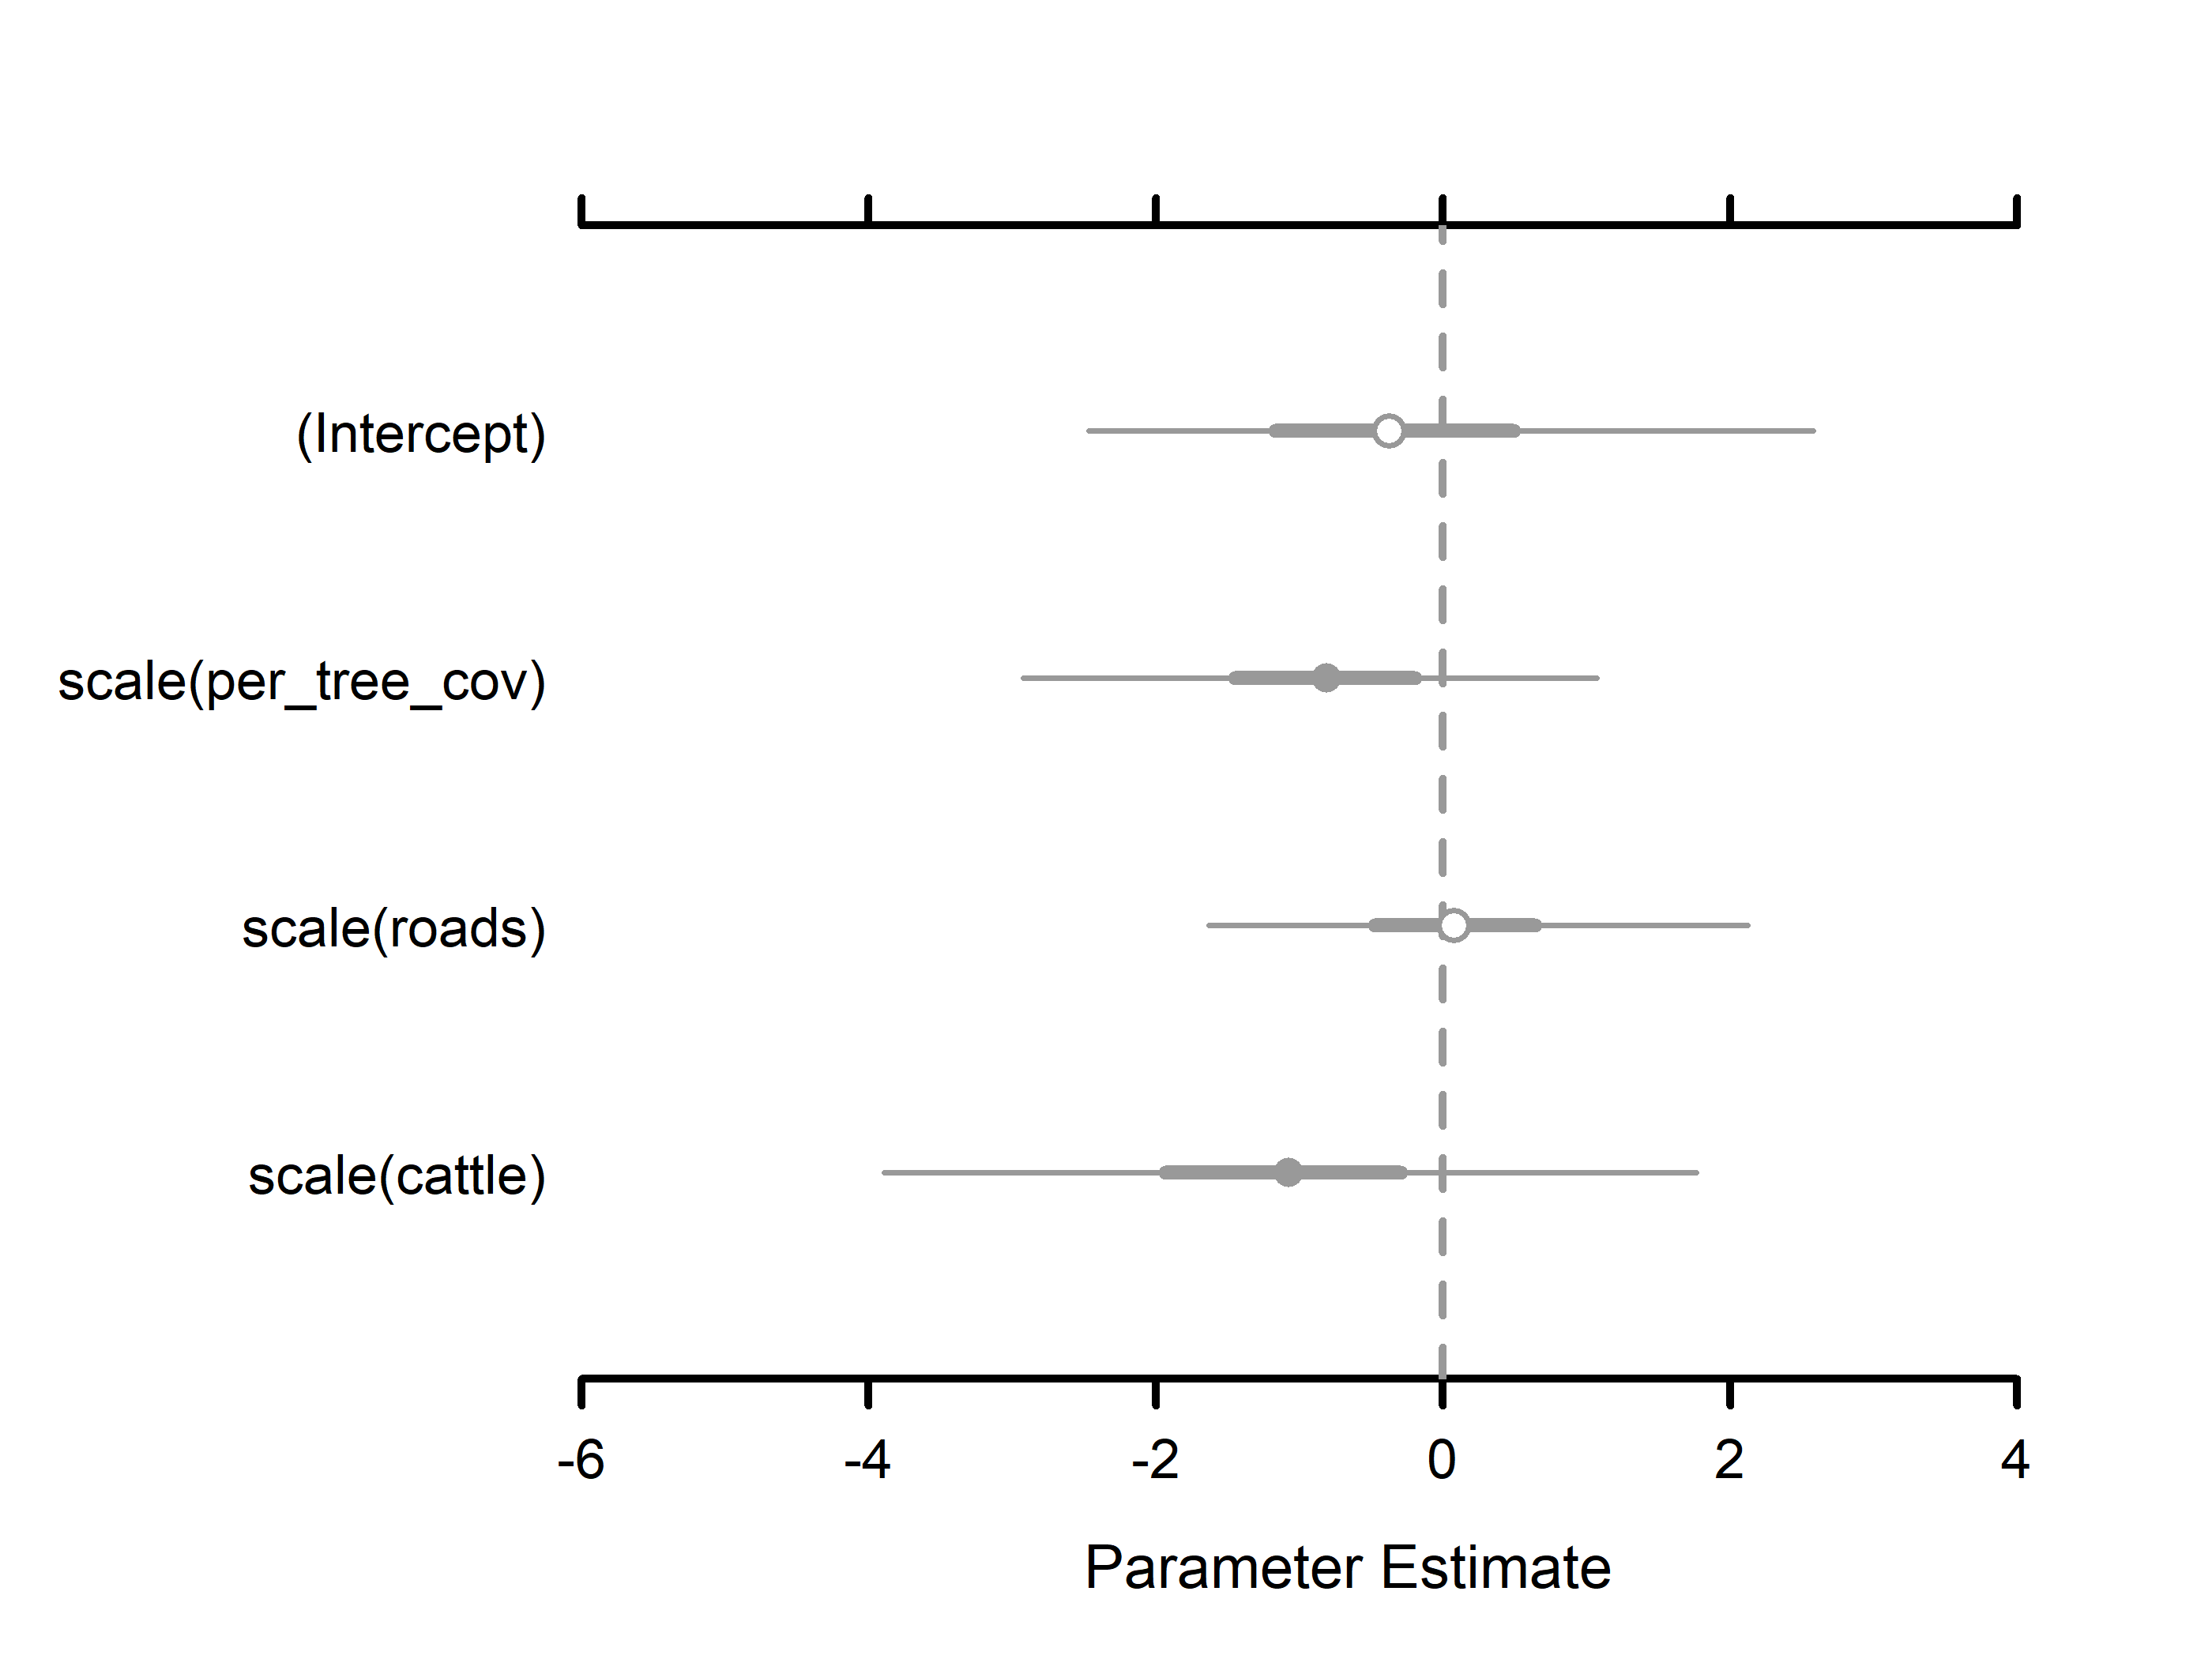 (Intercept)
scale(per_tree_cov)
scale(roads)
scale(cattle)
-6 -4 -2 0 2 4
Parameter Estimate